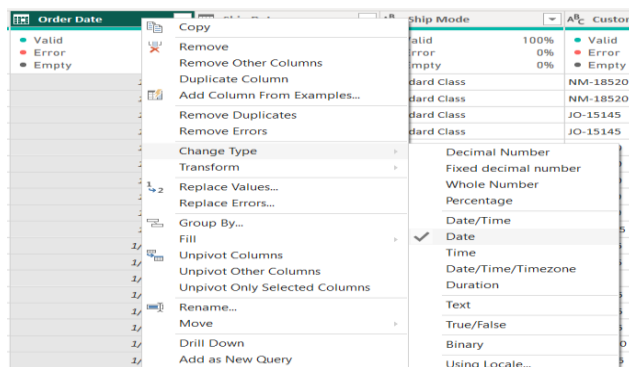 Order Date
Ship Mode
Custom
Valid
100%
Valid
Error
0%
Error
Empty
0%
Empty
dard Class
NM-18520
dard Class
NM-18520
dard Class
JO-15145
dard Class
JO-15145
Copy
Remove
Remove Other Columns
Duplicate Column
Add Column From Examples...
Remove Duplicates
Remove Errors
Change Type
Transform
Replace Values...
Replace Errors...
Group By...
Fill
Unpivot Columns
Unpivot Other Columns
Unpivot Only Selected Columns
Rename...
Move
Drill Down
Add as New Query
Decimal Number
Fixed decimal number
Whole Number
Percentage
Date/Time
Date
Time
Date/Time/Timezone
Duration
Text
True/False
Binary
Using Locale...